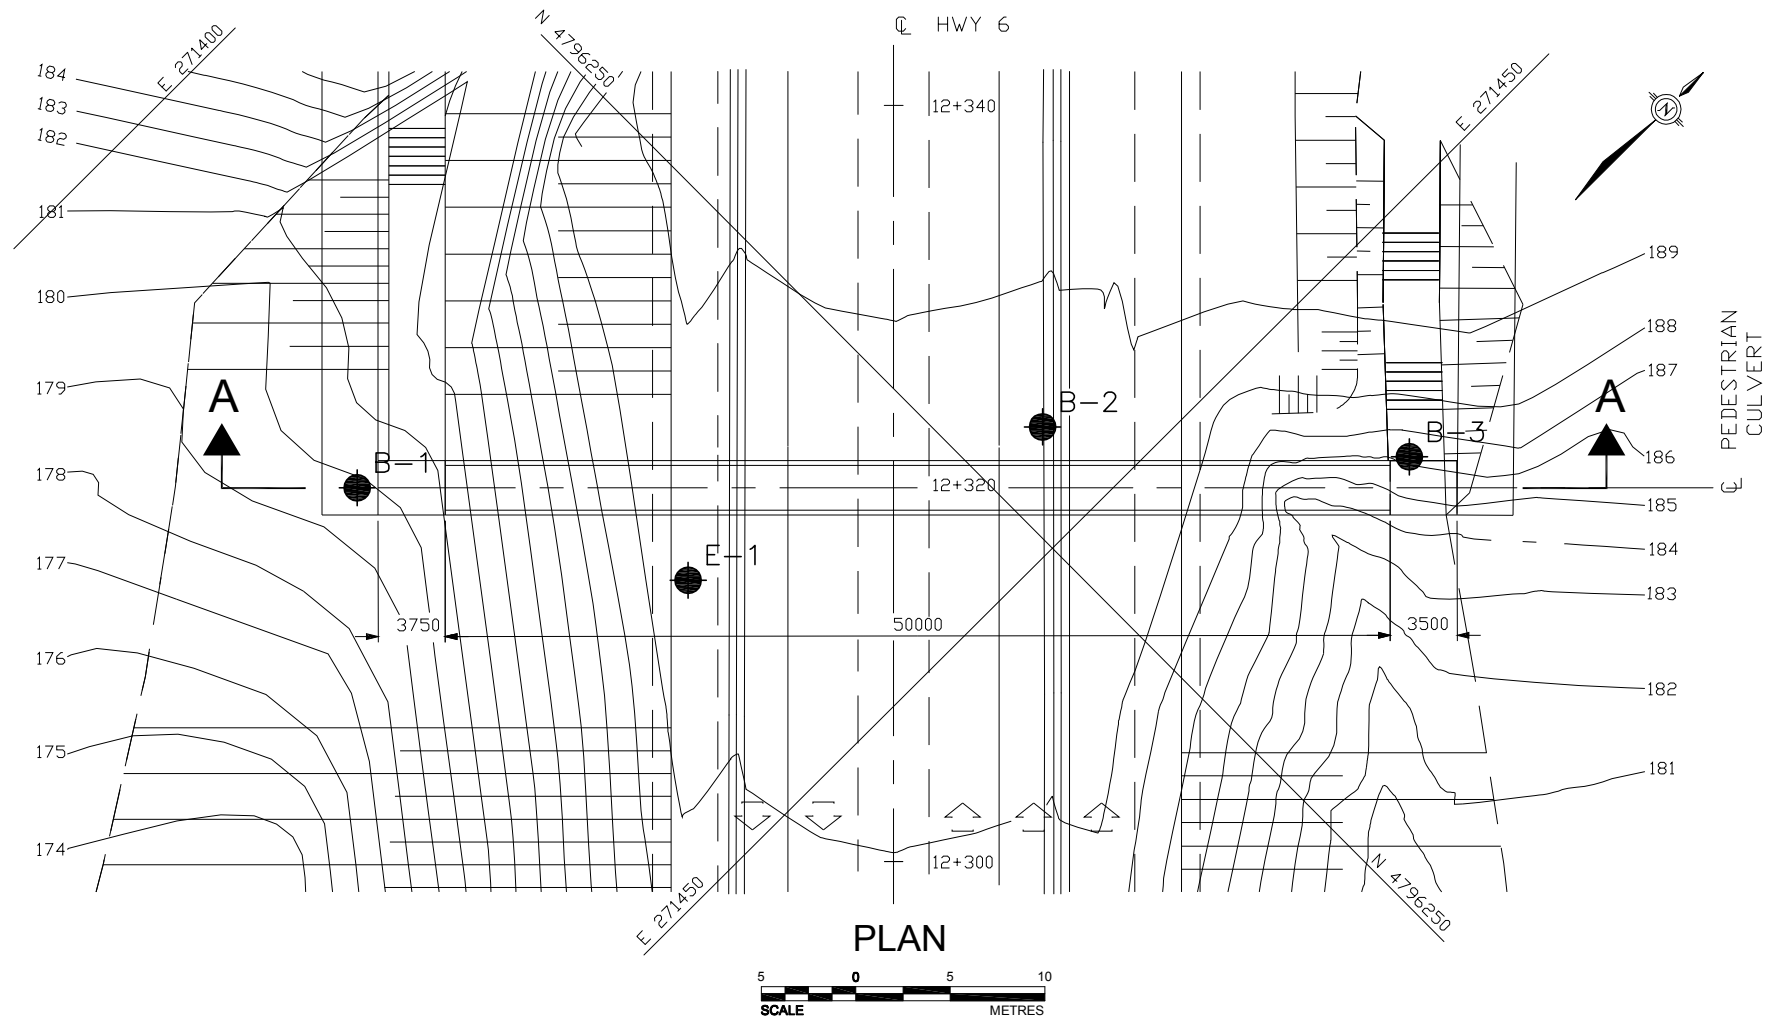 ℄ HWY 6
E 271400
N 4796250
E 271450
184
183
182
181
180
179
178
177
176
175
174
12+340
N
189
188
187
186
185
184
183
182
181
PEDESTRIAN
CULVERT
℄
A
A
B-1
B-2
B-3
E-1
12+320
3750
50000
3500
12+300
E 271450
N 4796250
PLAN
5 0 5 10
SCALE METRES